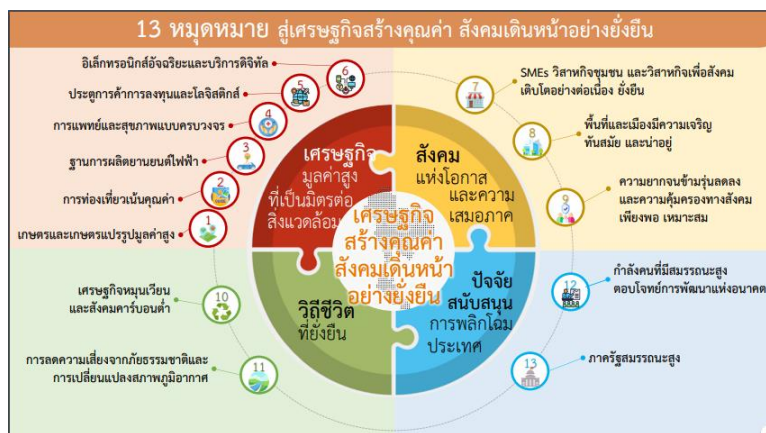 13 หมุดหมาย สู่เศรษฐกิจสร้างคุณค่า สังคมเดินหน้าอย่างยั่งยืน
อิเล็กทรอนิกส์อัจฉริยะและบริการดิจิทัล
6
ประตูการค้าการลงทุนและโลจิสติกส์
5
การแพทย์และสุขภาพแบบครบวงจร
4
ฐานการผลิตยานยนต์ไฟฟ้า
3
การท่องเที่ยวเน้นคุณค่า
2
เกษตรและเกษตรแปรรูปมูลค่าสูง
1
เศรษฐกิจ
มูลค่าสูง
ที่เป็นมิตรต่อ
สิ่งแวดล้อม
สังคม
แห่งโอกาส
และความ
เสมอภาค
7
SMEs วิสาหกิจชุมชน และวิสาหกิจเพื่อสังคม
เติบโตอย่างต่อเนื่อง ยั่งยืน
8
พื้นที่และเมืองมีความเจริญ
ทันสมัย และน่าอยู่
9
ความยากจนข้ามรุ่นลดลง
และความคุ้มครองทางสังคม
เพียงพอ เหมาะสม
เศรษฐกิจ
สร้างคุณค่า
สังคมเดินหน้า
อย่างยั่งยืน
เศรษฐกิจหมุนเวียน
และสังคมคาร์บอนต่ำ
10
การลดความเสี่ยงจากภัยธรรมชาติและ
การเปลี่ยนแปลงสภาพภูมิอากาศ
11
วิถีชีวิต
ที่ยั่งยืน
ปัจจัย
สนับสนุน
การพลิกโฉม
ประเทศ
12
กำลังคนที่มีสมรรถนะสูง
ตอบโจทย์การพัฒนาแห่งอนาคต
13
ภาครัฐสมรรถนะสูง